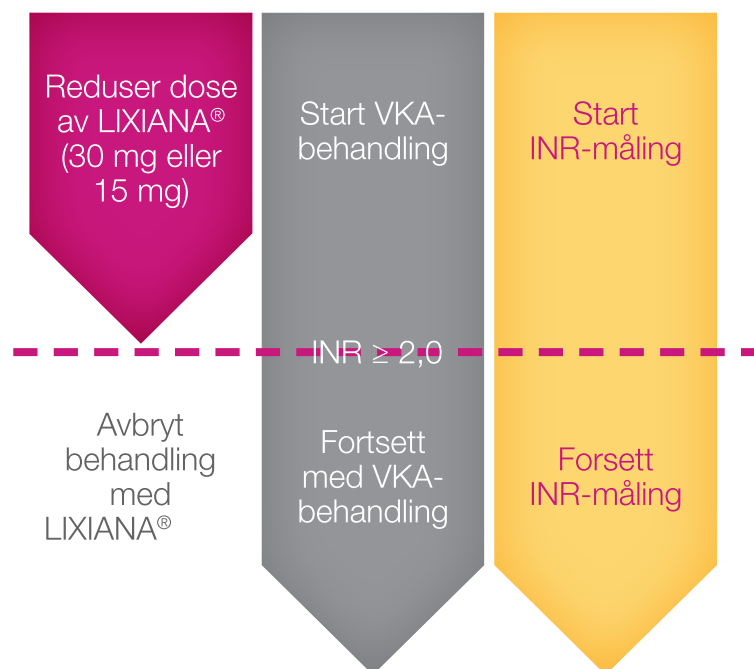 Reduser dose
av LIXIANA®
(30 mg eller
15 mg)
Start VKA-
behandling
Start
INR-måling
INR ≥ 2,0
Avbryt
behandling
med
LIXIANA®
Fortsett
med VKA-
behandling
Forsett
INR-måling